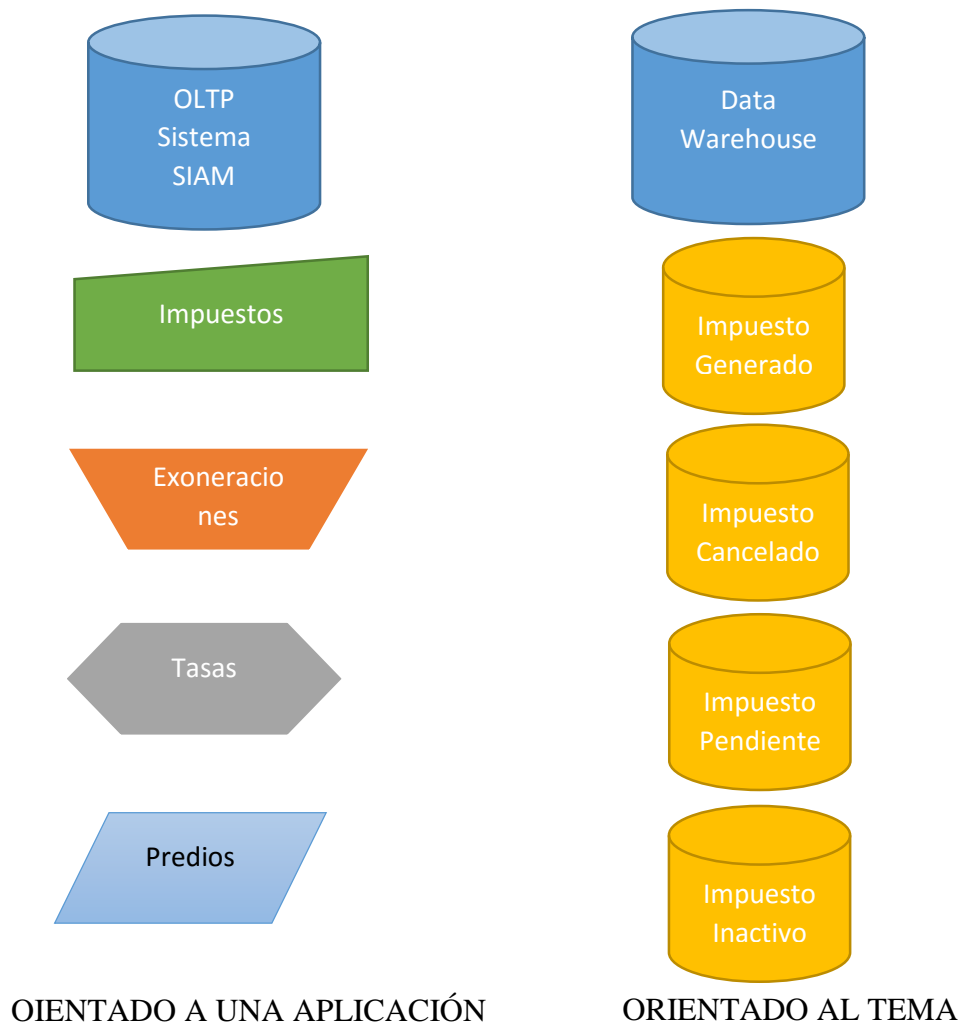 OLTP
Sistema
SIAM
Impuestos
Exoneracio
nes
Tasas
Predios
OIENTADO A UNA APLICACIÓN
Data
Warehouse
Impuesto
Generado
Impuesto
Cancelado
Impuesto
Pendiente
Impuesto
Inactivo
ORIENTADO AL TEMA